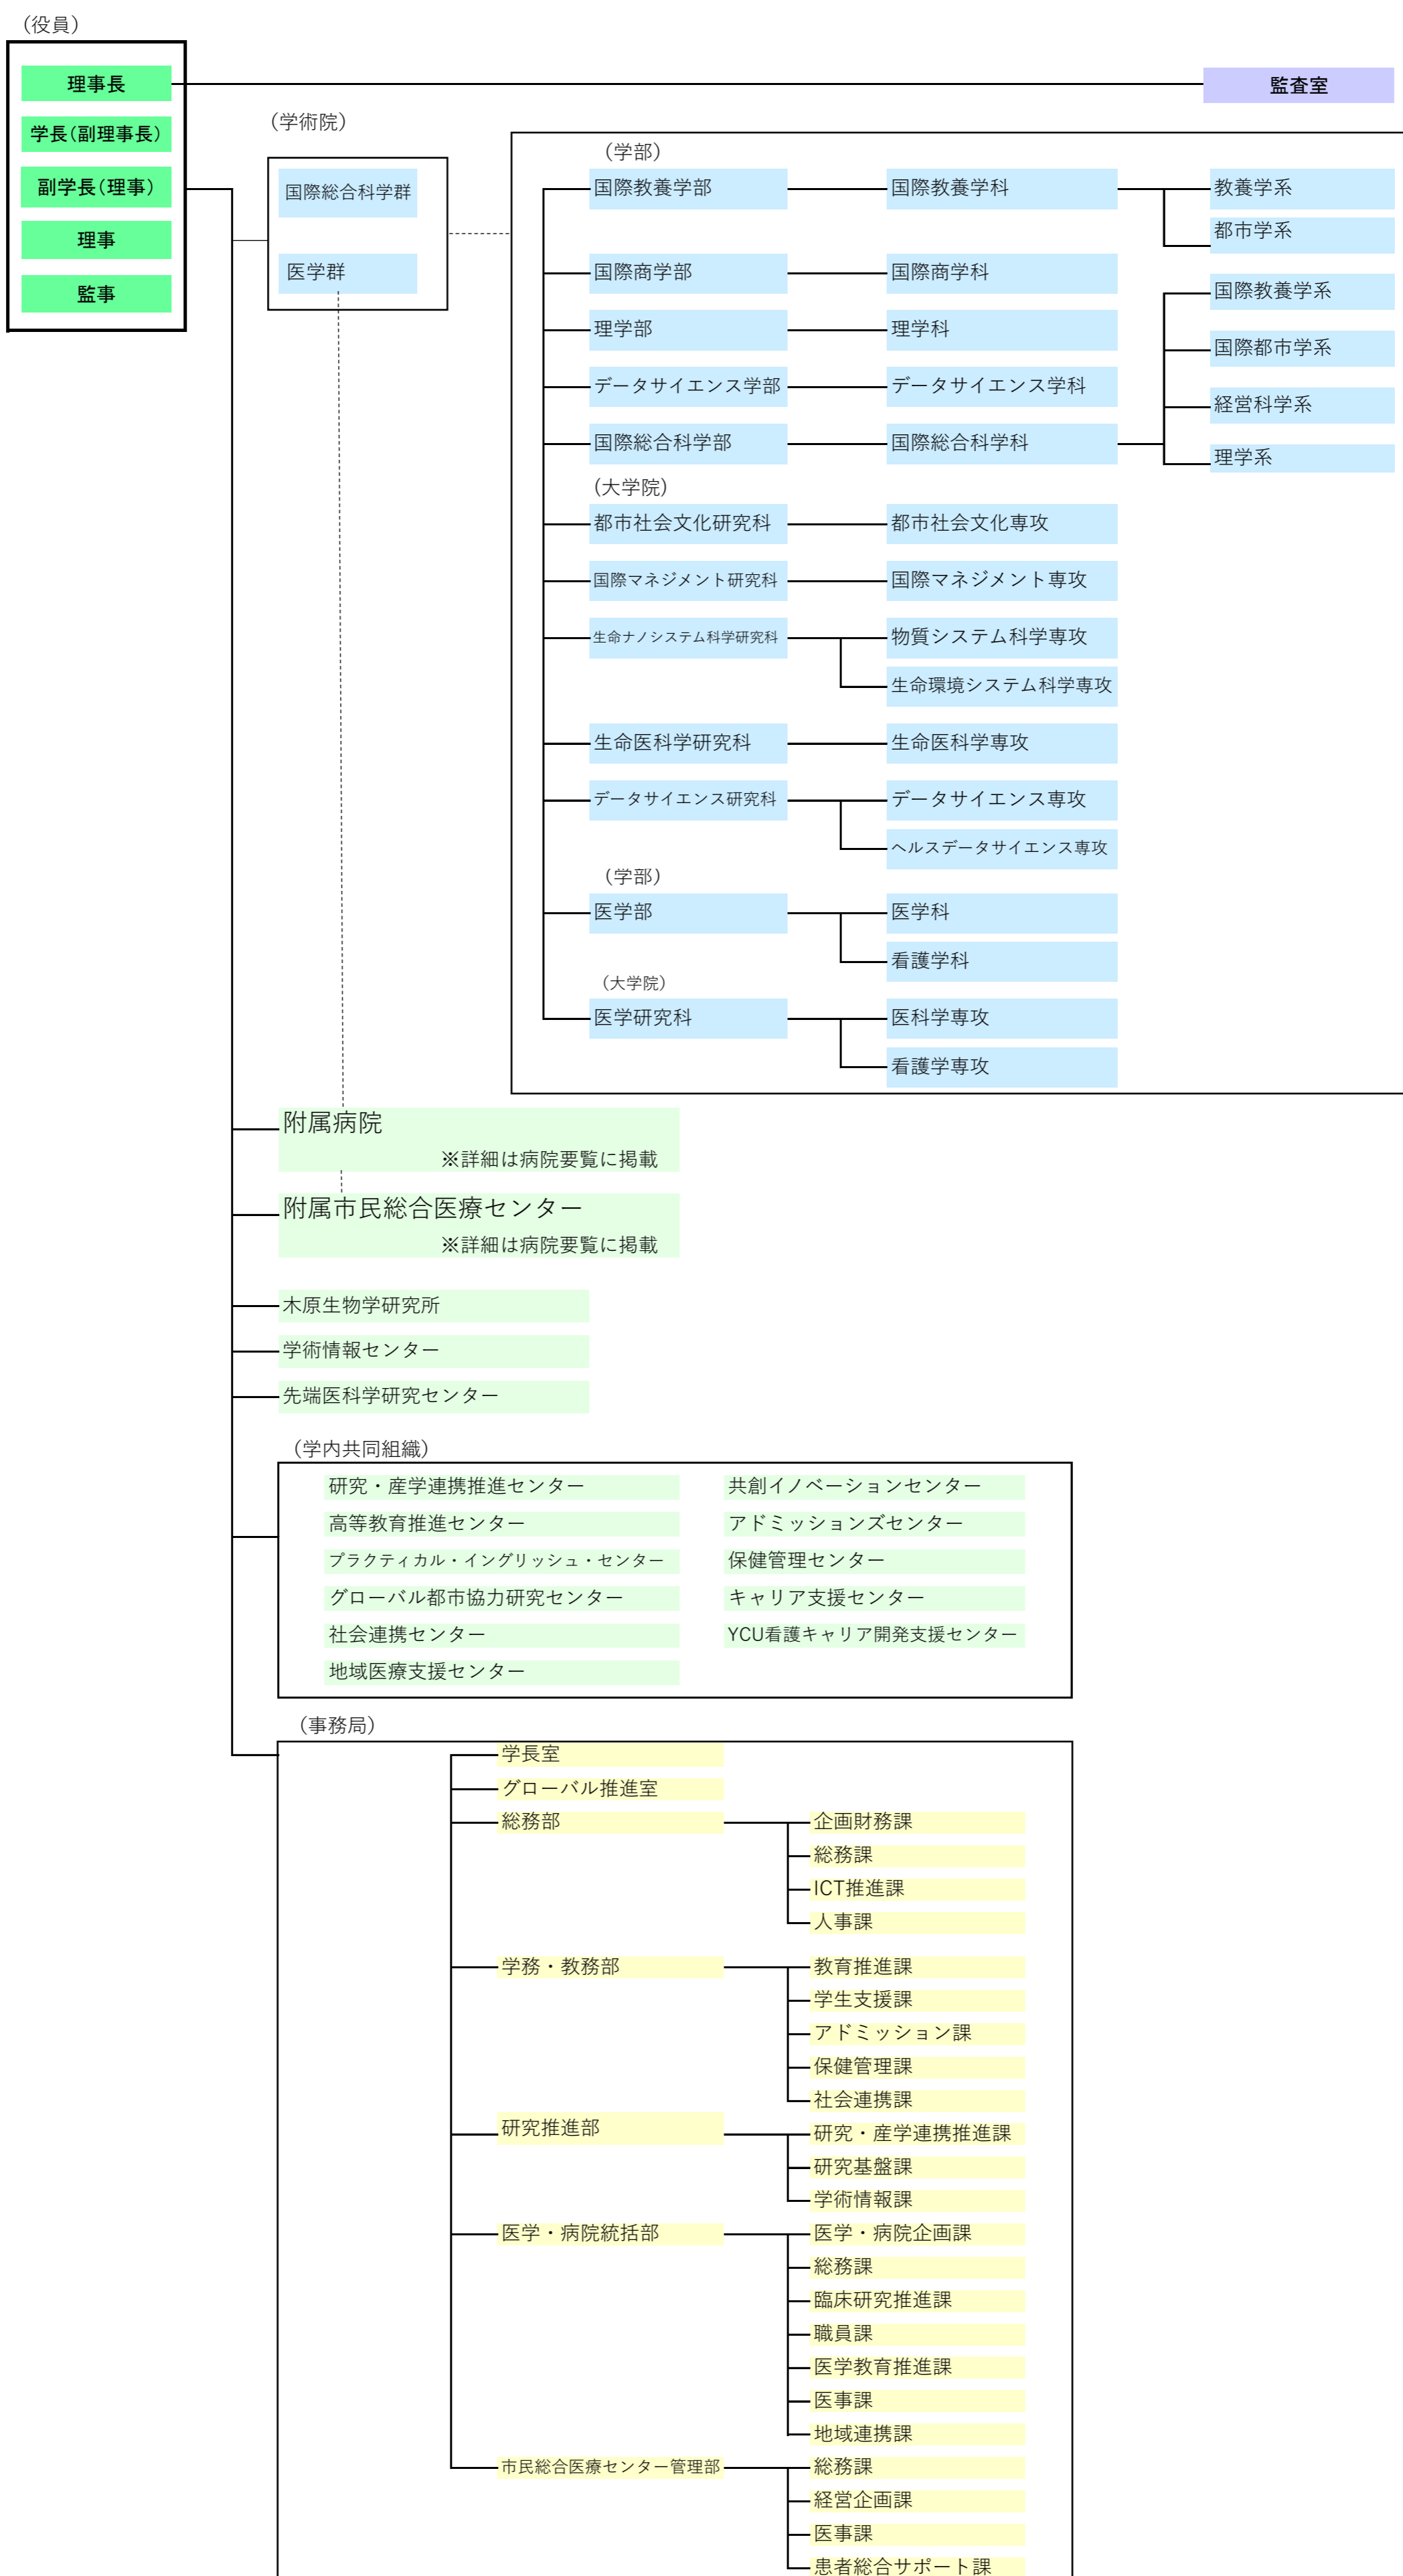 （役員）
理事長
監査室
学長（副理事長）
副学長（理事）
理事
監事
（学術院）
国際総合科学群
医学群
（学部）
国際教養学部
国際教養学科
教養学系
都市学系
国際商学部
国際商学科
理学部
理学科
データサイエンス学部
データサイエンス学科
国際総合科学部
国際総合科学科
国際教養学系
国際都市学系
経営科学系
理学系
（大学院）
都市社会文化研究科
都市社会文化専攻
国際マネジメント研究科
国際マネジメント専攻
生命ナノシステム科学研究科
物質システム科学専攻
生命環境システム科学専攻
生命医科学研究科
生命医科学専攻
データサイエンス研究科
データサイエンス専攻
ヘルスデータサイエンス専攻
（学部）
医学部
医学科
看護学科
（大学院）
医学研究科
医科学専攻
看護学専攻
附属病院
※詳細は病院要覧に掲載
附属市民総合医療センター
※詳細は病院要覧に掲載
木原生物学研究所
学術情報センター
先端医科学研究センター
（学内共同組織）
研究・産学連携推進センター
高等教育推進センター
プラクティカル・イングリッシュ・センター
グローバル都市協力研究センター
社会連携センター
地域医療支援センター
共創イノベーションセンター
アドミッションズセンター
保健管理センター
キャリア支援センター
YCU看護キャリア開発支援センター
（事務局）
学長室
グローバル推進室
総務部
企画財務課
総務課
ICT推進課
人事課
学務・教務部
教育推進課
学生支援課
アドミッション課
保健管理課
社会連携課
研究推進部
研究・産学連携推進課
研究基盤課
学術情報課
医学・病院統括部
医学・病院企画課
総務課
臨床研究推進課
職員課
医学教育推進課
医事課
地域連携課
市民総合医療センター管理部
総務課
経営企画課
医事課
患者総合サポート課